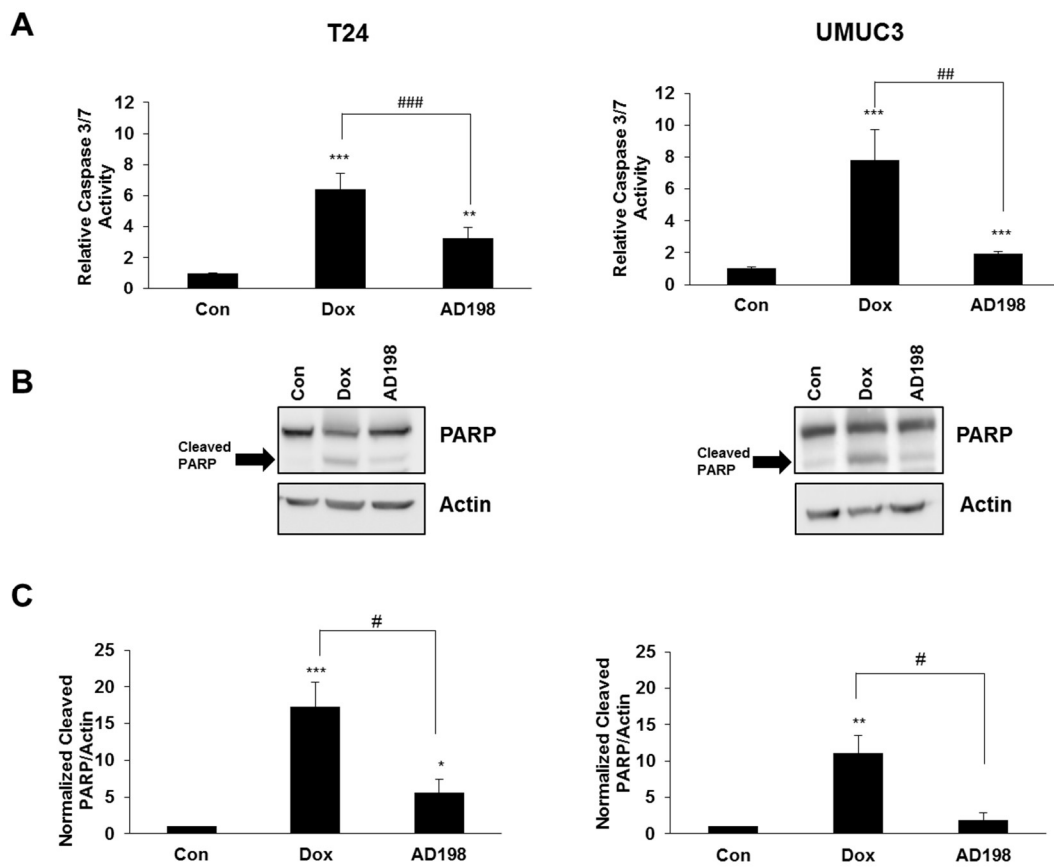 A
T24
UMUC3
Relative Caspase 3/7
Activity
12
10
8
6
4
2
0
###
***
**
Con Dox AD198
Relative Caspase 3/7
Activity
12
10
8
6
4
2
0
##
***
***
Con Dox AD198
B
Con Dox AD198
Cleaved
PARP
PARP
Actin
Con Dox AD198
Cleaved
PARP
PARP
Actin
C
Normalized Cleaved
PARP/Actin
25
20
15
10
5
0
#
***
*
Con Dox AD198
Normalized Cleaved
PARP/Actin
25
20
15
10
5
0
#
**
Con Dox AD198